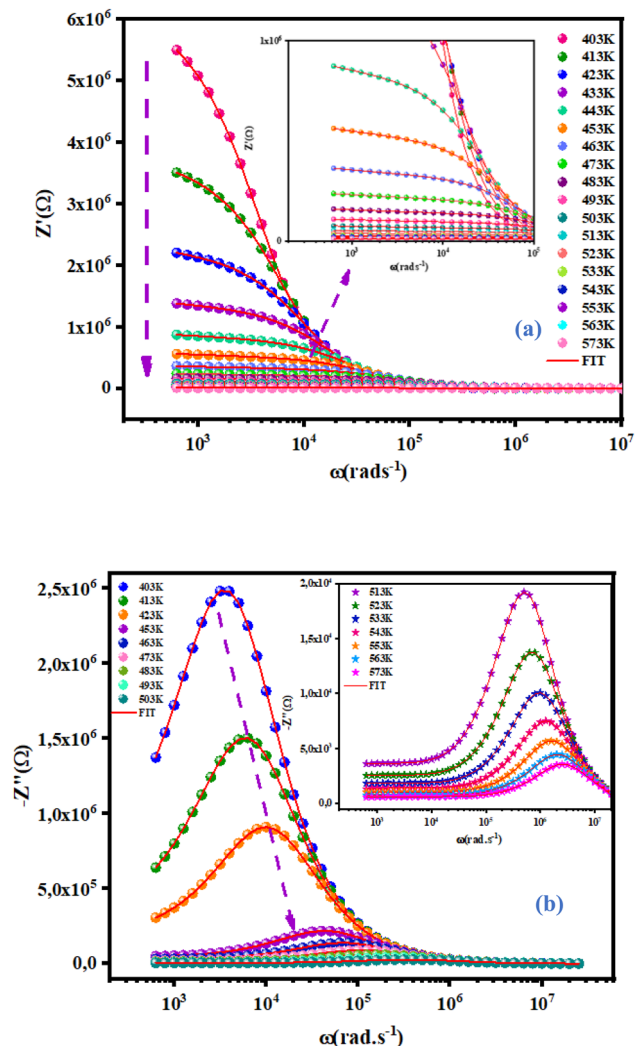 6x10⁶
5x10⁶
4x10⁶
3x10⁶
2x10⁶
1x10⁶
0
Z'(Ω)
10³
10⁴
10⁵
10⁶
10⁷
ω(rads⁻¹)
1x10⁶
Z'(Ω)
0
10³
10⁴
10⁵
ω(rads⁻¹)
403K
413K
423K
433K
443K
453K
463K
473K
483K
493K
503K
513K
523K
533K
543K
553K
563K
573K
FIT
(a)
2,5x10⁶
2,0x10⁶
1,5x10⁶
1,0x10⁶
5,0x10⁵
0,0
-Z"(Ω)
10³
10⁴
10⁵
10⁶
10⁷
ω(rad.s⁻¹)
403K
413K
423K
453K
463K
473K
483K
493K
503K
FIT
2,0x10⁴
1,5x10⁴
1,0x10⁴
5,0x10³
0,0
-Z"(Ω)
10³
10⁴
10⁵
10⁶
10⁷
ω(rad.s⁻¹)
513K
523K
533K
543K
553K
563K
573K
FIT
(b)